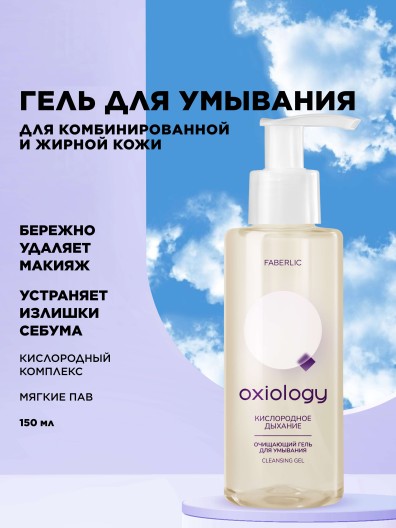 ГЕЛЬ ДЛЯ УМЫВАНИЯ
ДЛЯ КОМБИНИРОВАННОЙ
И ЖИРНОЙ КОЖИ
БЕРЕЖНО
УДАЛЯЕТ
МАКИЯЖ
УСТРАНЯЕТ
ИЗЛИШКИ
СЕБУМА
КИСЛОРОДНЫЙ
КОМПЛЕКС
МЯГКИЕ ПАВ
150 МЛ
FABERLIC
oxiology
КИСЛОРОДНОЕ
ДЫХАНИЕ
ОЧИЩАЮЩИЙ ГЕЛЬ
ДЛЯ УМЫВАНИЯ
CLEANSING GEL